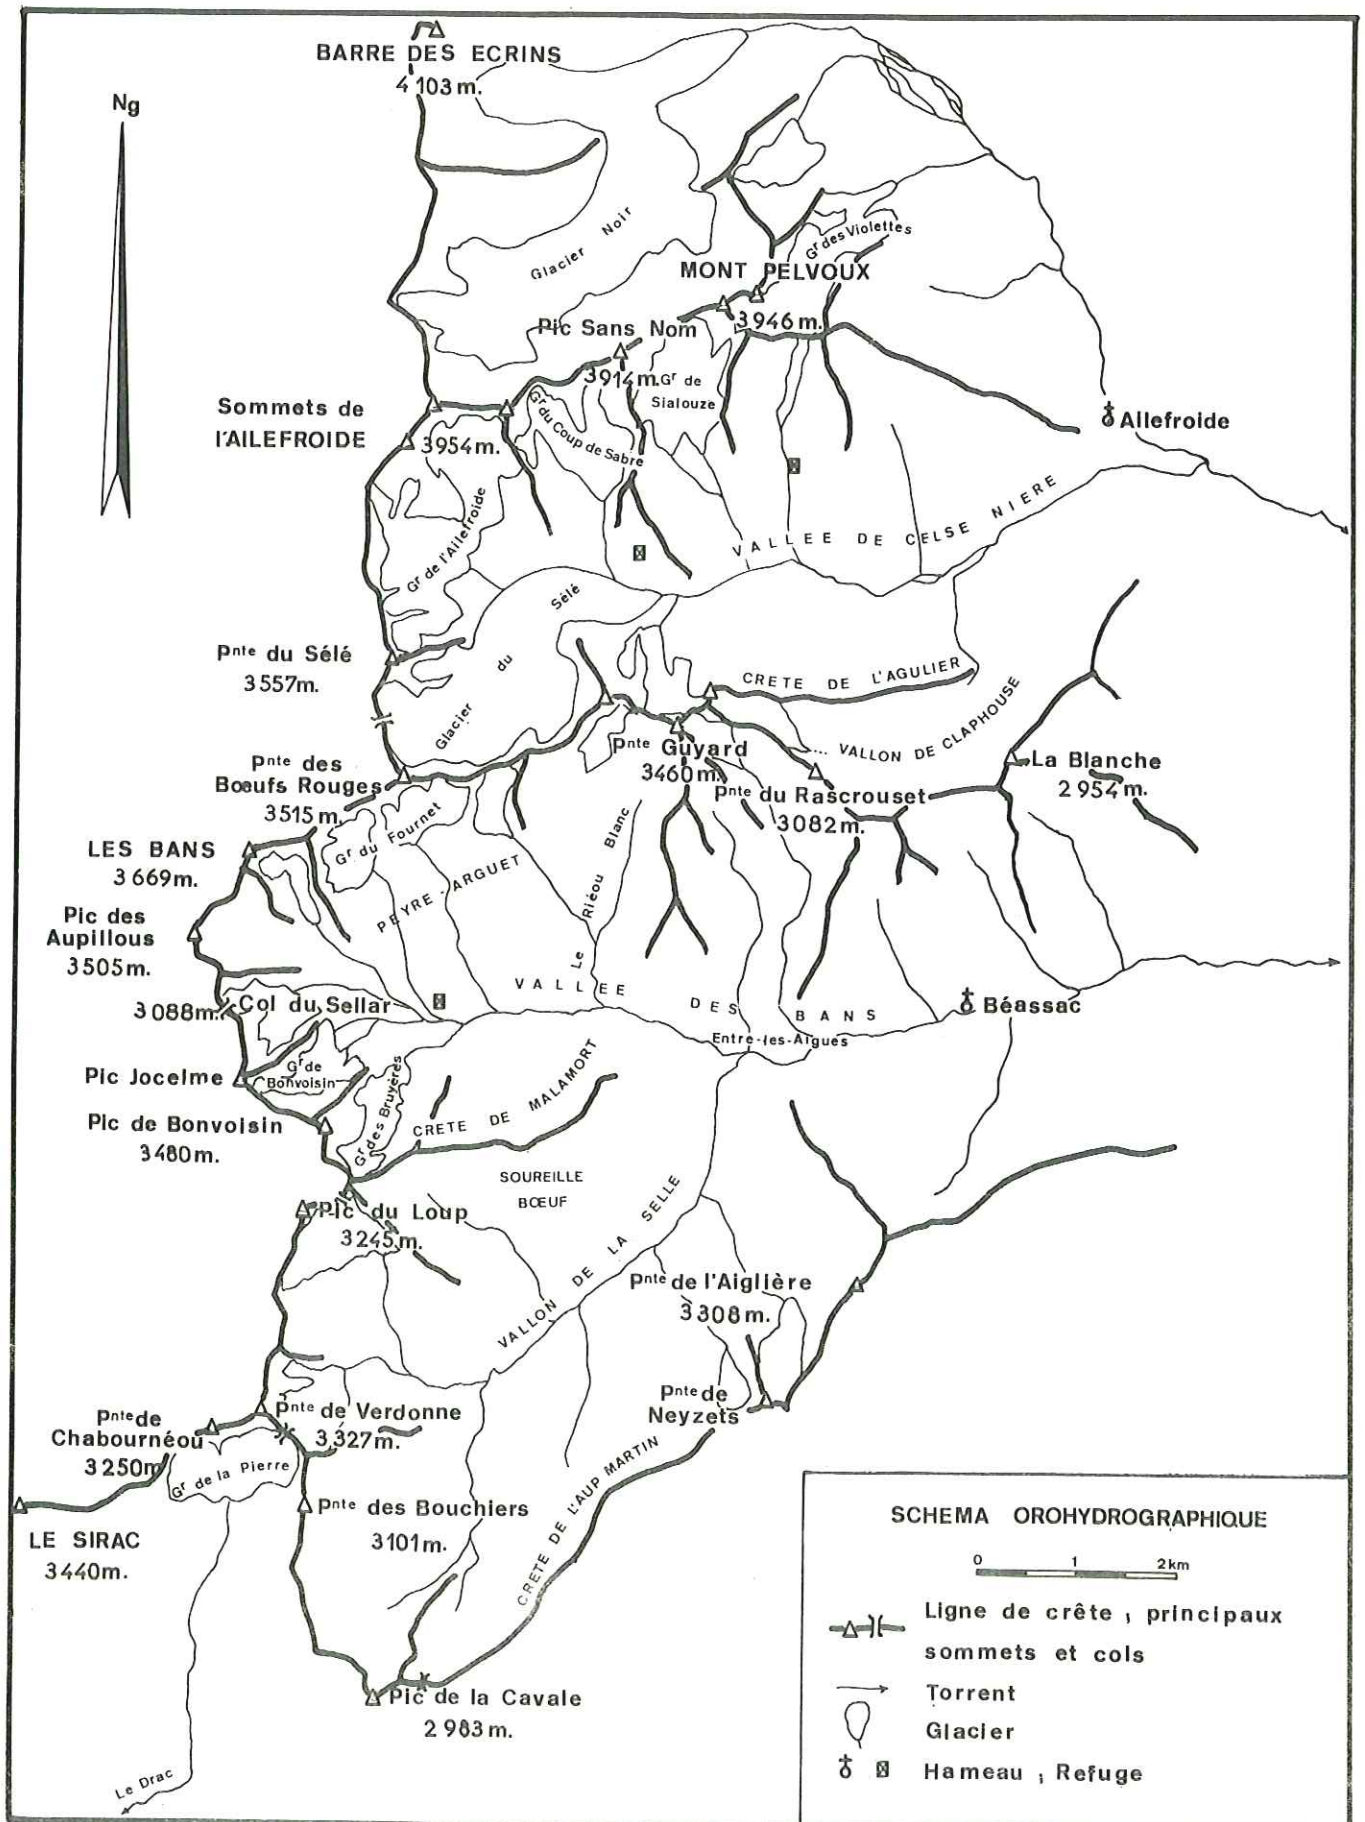 BARRE DES ECRINS
4 103m.
Ng
Glacier Noir
Gr des Violettes
MONT PELVOUX
3946m.
Pic Sans Nom
3914m.
Gr de
Sialouze
Gr du Coup de Sabre
Sommets de
l'AILEFROIDE
3954m.
Ailefroide
Gr de l'Ailefroide
VALLEE DE CELSE NIERE
Glacier du Sélé
Pnte du Sélé
3557m.
CRETE DE L'AGULIER
VALLON DE CLAPHOUSE
Pnte Guyard
3460m.
La Blanche
2954m.
Pnte des
Bœufs Rouges
3515m.
Pnte du Rascrouset
3082m.
Gr du Fournet
LES BANS
3669m.
PEYRE-ARGUET
Le Riéou Blanc
Pic des
Aupillous
3505m.
VALLEE DES BANS
3088m.
Col du Sellar
Béassac
Entre-les-Aigues
Pic Jocelme
Gr de
Bonvoisin
Gr des Bruyères
CRETE DE MALAMORT
Pic de Bonvoisin
3480m.
SOUREILLE
BŒUF
Pic du Loup
3245m.
VALLON DE LA SELLE
Pnte de l'Aiglière
3308m.
Pnte de
Neyzets
Pnte de
Chabournéou
3250m
Pnte de Verdonne
3327m.
Gr de la Pierre
CRETE DE L'AUP MARTIN
Pnte des Bouchiers
3101m.
LE SIRAC
3440m.
Pic de la Cavale
2983m.
Le Drac
SCHEMA OROHYDROGRAPHIQUE
0 1 2km
Ligne de crête, principaux
sommets et cols
Torrent
Glacier
Hameau, Refuge